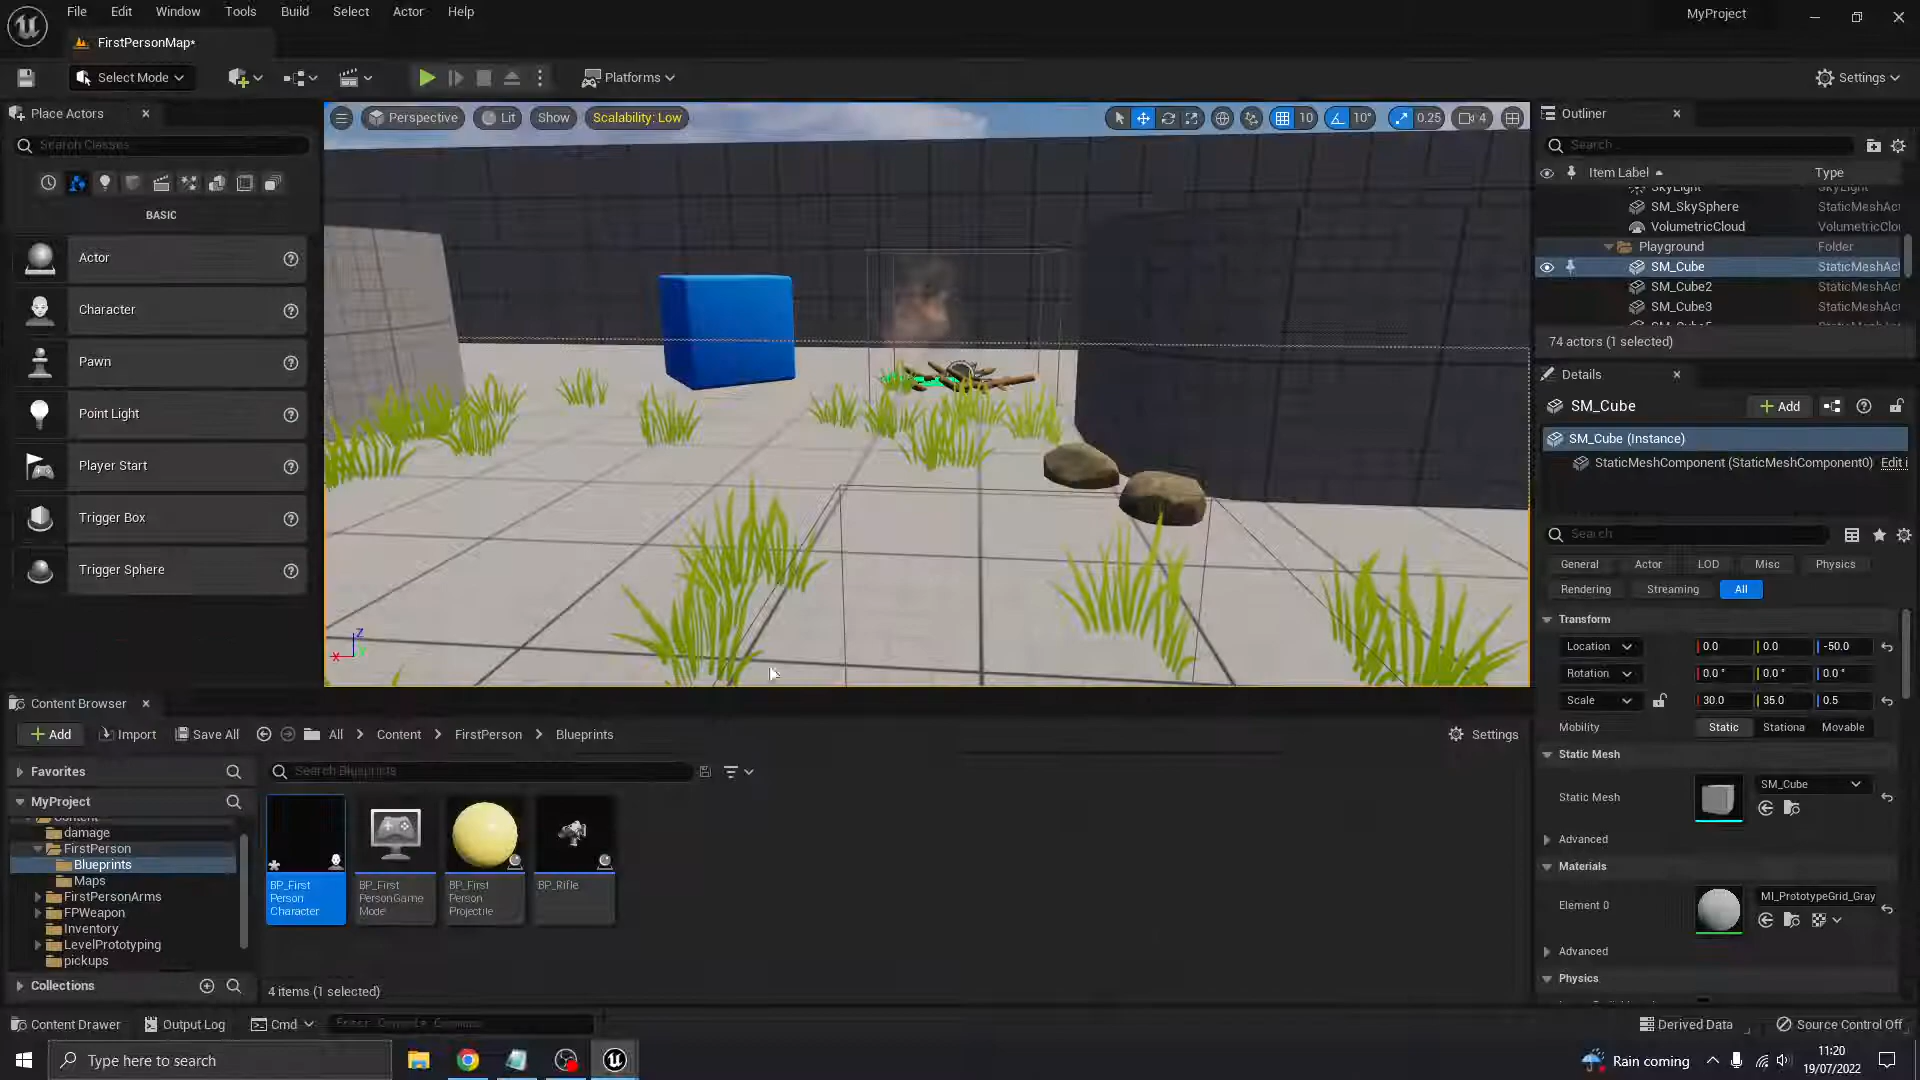 File Edit Window Tools Build Select Actor Help
MyProject
FirstPersonMap*
Select Mode
Platforms
Settings
Place Actors
Search Classes
BASIC
Actor
Character
Pawn
Point Light
Player Start
Trigger Box
Trigger Sphere
Perspective Lit Show Scalability: Low
10 10° 0.25 4
Z
X
Y
Outliner
Search...
Item Label Type
SkyLight SkyLight
SM_SkySphere StaticMeshAct
VolumetricCloud VolumetricClou
Playground Folder
SM_Cube StaticMeshAct
SM_Cube2 StaticMeshAct
SM_Cube3 StaticMeshAct
74 actors (1 selected)
Details
SM_Cube
Add
SM_Cube (Instance)
StaticMeshComponent (StaticMeshComponent0) Edit i
Search
General Actor LOD Misc Physics
Rendering Streaming All
Transform
Location 0.0 0.0 -50.0
Rotation 0.0 ° 0.0 ° 0.0 °
Scale 30.0 35.0 0.5
Mobility Static Stationa Movable
Static Mesh
Static Mesh SM_Cube
Advanced
Materials
Element 0 MI_PrototypeGrid_Gray
Advanced
Physics
Content Browser
Add Import Save All All > Content > FirstPerson > Blueprints
Settings
Favorites
Search Blueprints
MyProject
Content
damage
FirstPerson
Blueprints
Maps
FirstPersonArms
FPWeapon
Inventory
LevelPrototyping
pickups
Collections
BP_First
Person
Character
BP_First
PersonGame
Mode
BP_First
Person
Projectile
BP_Rifle
4 items (1 selected)
Content Drawer Output Log Cmd Enter Console Command
Derived Data Source Control Off
Type here to search
Rain coming
11:20
19/07/2022